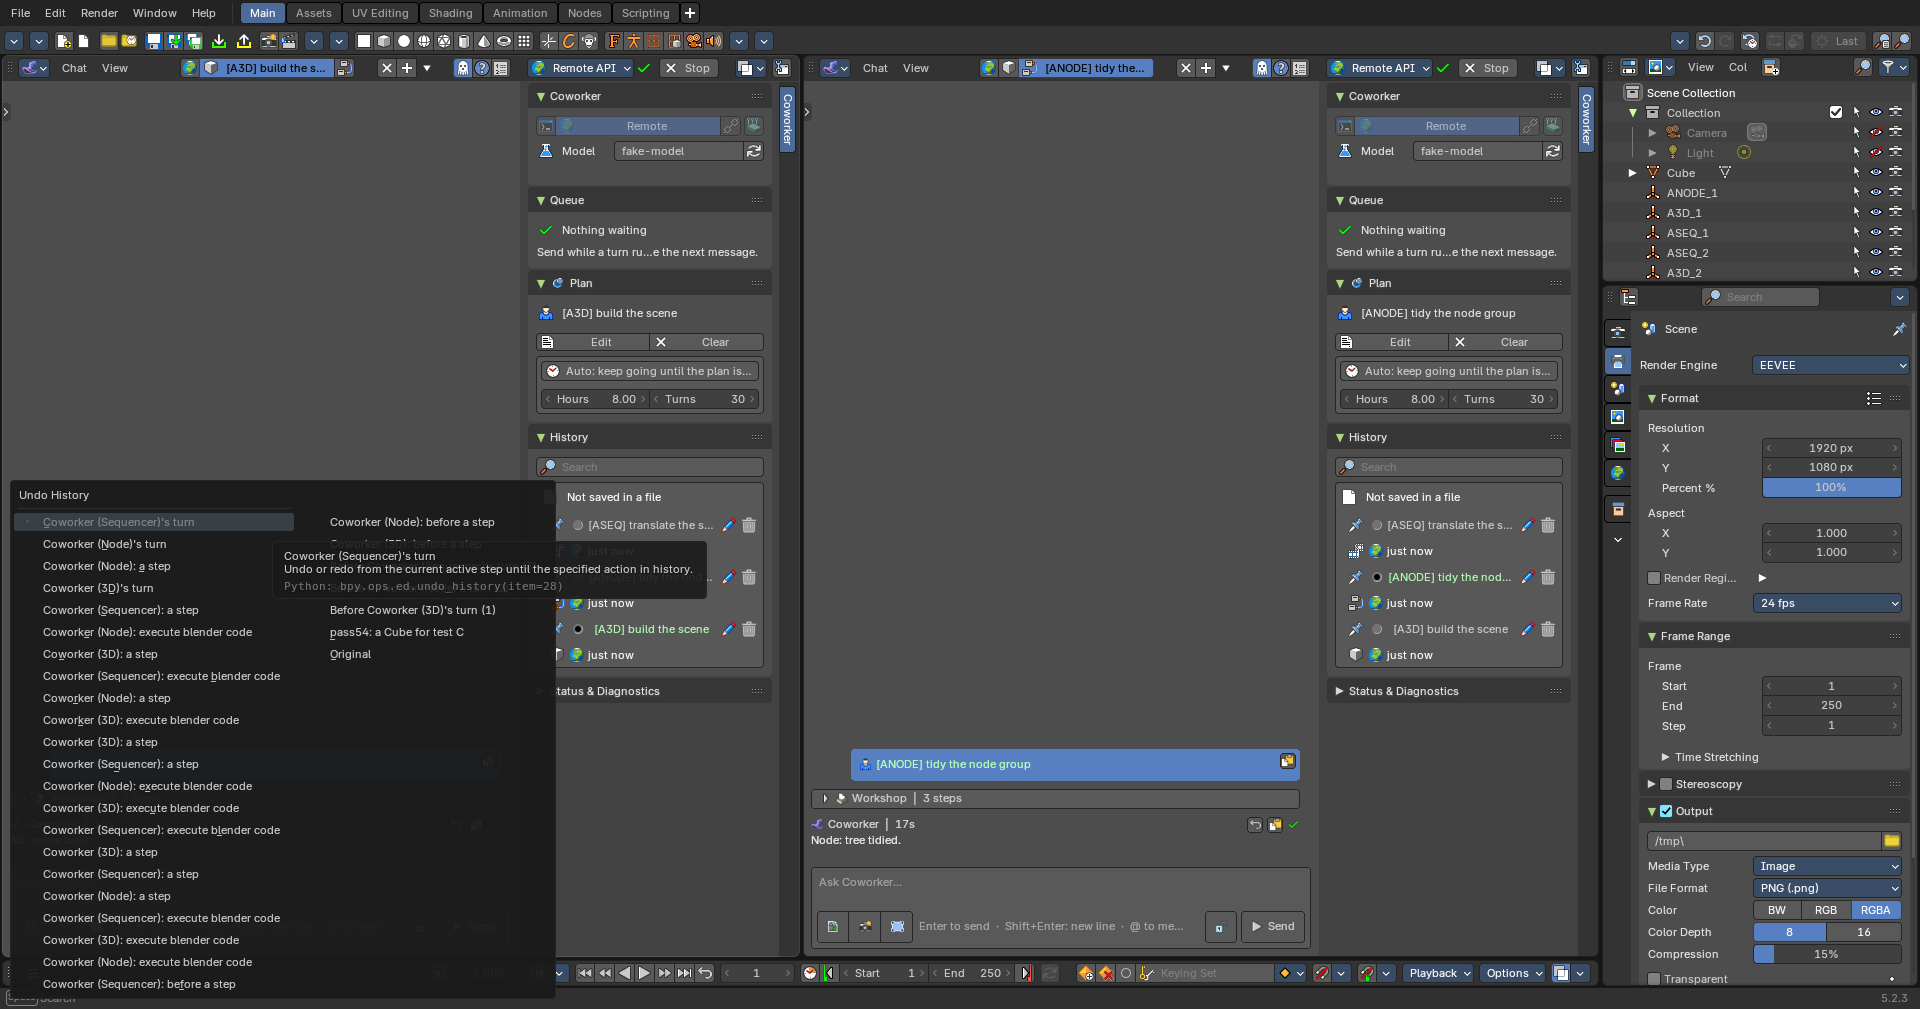 File Edit Render Window Help Main Assets UV Editing Shading Animation Nodes Scripting
Last
Chat View [A3D] build the s... Remote API Stop
Chat View [ANODE] tidy the... Remote API Stop
View Col
Coworker
Remote
Model fake-model
Queue
Nothing waiting
Send while a turn ru...e the next message.
Plan
[A3D] build the scene
Edit Clear
Auto: keep going until the plan is...
Hours 8.00 Turns 30
History
Search
Not saved in a file
[ASEQ] translate the s...
just now
just now
[A3D] build the scene
just now
Status & Diagnostics
Coworker
Undo History
Coworker (Sequencer)'s turn
Coworker (Node)'s turn
Coworker (Node): a step
Coworker (3D)'s turn
Coworker (Sequencer): a step
Coworker (Node): execute blender code
Coworker (3D): a step
Coworker (Sequencer): execute blender code
Coworker (Node): a step
Coworker (3D): execute blender code
Coworker (3D): a step
Coworker (Sequencer): a step
Coworker (Node): execute blender code
Coworker (3D): execute blender code
Coworker (Sequencer): execute blender code
Coworker (3D): a step
Coworker (Sequencer): a step
Coworker (Node): a step
Coworker (Sequencer): execute blender code
Coworker (3D): execute blender code
Coworker (Node): execute blender code
Coworker (Sequencer): before a step
Coworker (Node): before a step
Coworker (3D): before a step
Before Coworker (3D)'s turn (1)
pass54: a Cube for test C
Original
Coworker (Sequencer)'s turn
Undo or redo from the current active step until the specified action in history.
Python: bpy.ops.ed.undo_history(item=28)
Coworker
Remote
Model fake-model
Queue
Nothing waiting
Send while a turn ru...e the next message.
Plan
[ANODE] tidy the node group
Edit Clear
Auto: keep going until the plan is...
Hours 8.00 Turns 30
History
Search
Not saved in a file
[ASEQ] translate the s...
just now
[ANODE] tidy the nod...
just now
[A3D] build the scene
just now
Status & Diagnostics
Coworker
[ANODE] tidy the node group
Workshop | 3 steps
Coworker | 17s
Node: tree tidied.
Ask Coworker...
Enter to send · Shift+Enter: new line · @ to me...
Send
1 Start 1 End 250 Keying Set Playback Options
Search
Scene Collection
Collection
Camera
Light
Cube
ANODE_1
A3D_1
ASEQ_1
ASEQ_2
A3D_2
Search
Scene
Render Engine EEVEE
Format
Resolution
X 1920 px
Y 1080 px
Percent % 100%
Aspect
X 1.000
Y 1.000
Render Regi...
Frame Rate 24 fps
Frame Range
Frame
Start 1
End 250
Step 1
Time Stretching
Stereoscopy
Output
/tmp\
Media Type Image
File Format PNG (.png)
Color BW RGB RGBA
Color Depth 8 16
Compression 15%
Transparent
5.2.3